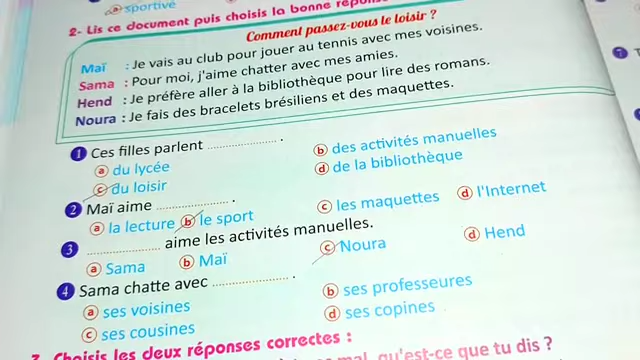 ⓐ sportive
2- Lis ce document puis choisis la bonne
Comment passez-vous le loisir ?
Maï : Je vais au club pour jouer au tennis avec mes voisines.
Sama : Pour moi, j'aime chatter avec mes amies.
Hend : Je préfère aller à la bibliothèque pour lire des romans.
Noura : Je fais des bracelets brésiliens et des maquettes.
1 Ces filles parlent .................... .
ⓐ du lycée ⓑ des activités manuelles
ⓒ du loisir ⓓ de la bibliothèque
2 Maï aime .................... .
ⓐ la lecture ⓑ le sport ⓒ les maquettes ⓓ l'Internet
3 .................... aime les activités manuelles.
ⓐ Sama ⓑ Maï ⓒ Noura ⓓ Hend
4 Sama chatte avec .................... .
ⓐ ses voisines ⓑ ses professeures
ⓒ ses cousines ⓓ ses copines
3- Choisis les deux réponses correctes :
mal, qu'est-ce que tu dis ?
7